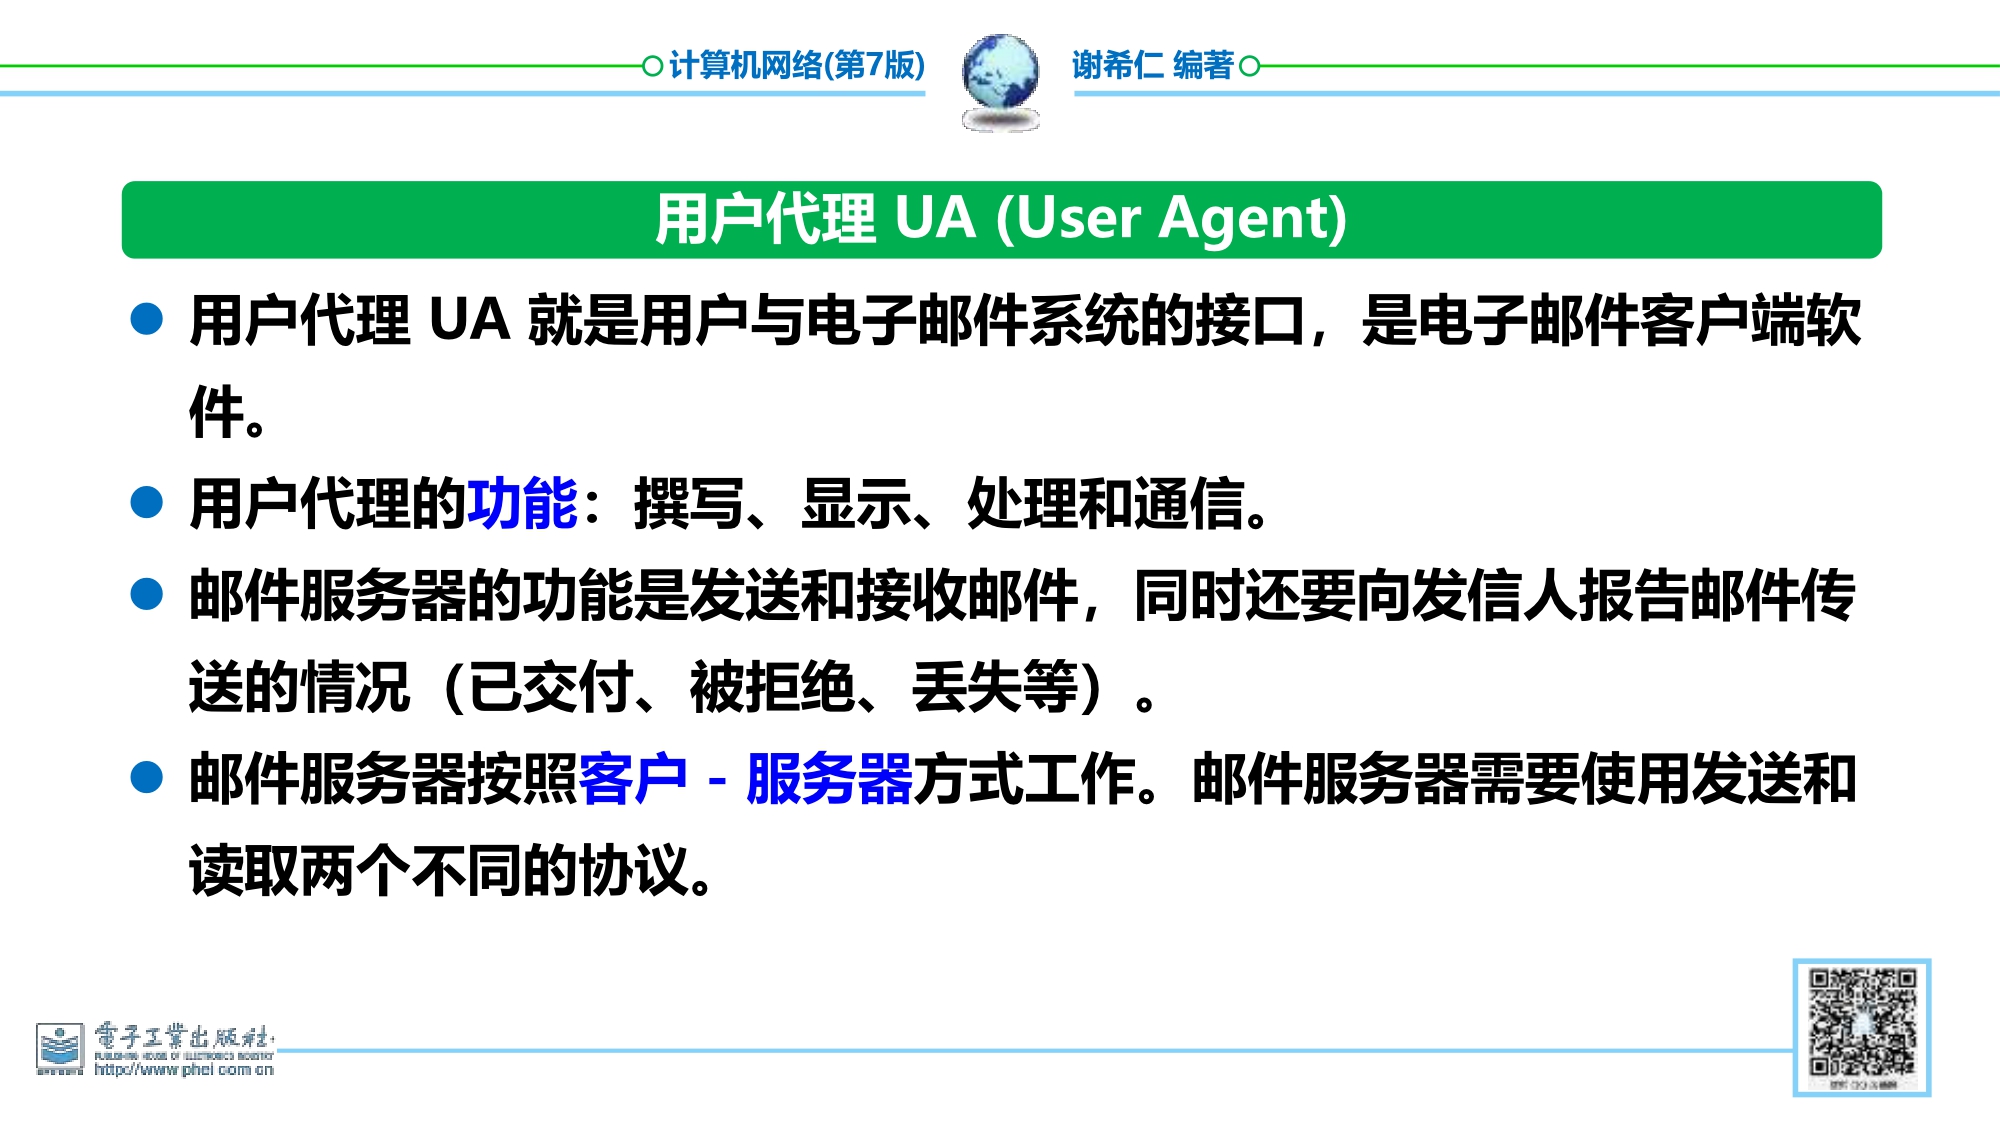 计算机网络(第7版)
谢希仁 编著
用户代理 UA (User Agent)
用户代理 UA 就是用户与电子邮件系统的接口，是电子邮件客户端软
件。
用户代理的功能：撰写、显示、处理和通信。
邮件服务器的功能是发送和接收邮件，同时还要向发信人报告邮件传
送的情况（已交付、被拒绝、丢失等）。
邮件服务器按照客户 - 服务器方式工作。邮件服务器需要使用发送和
读取两个不同的协议。
電子工業出版社
PUBLISHING HOUSE OF ELECTRONICS INDUSTRY
http://www.phei.com.cn